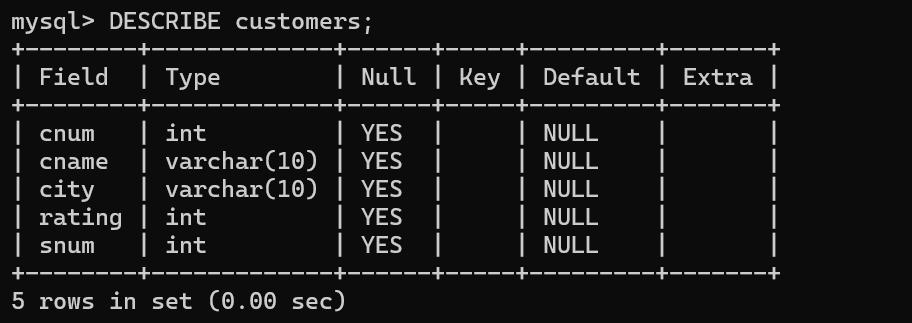 mysql> DESCRIBE customers;
+--------+-------------+------+-----+---------+-------+
| Field  | Type        | Null | Key | Default | Extra |
+--------+-------------+------+-----+---------+-------+
| cnum   | int         | YES  |     | NULL    |       |
| cname  | varchar(10) | YES  |     | NULL    |       |
| city   | varchar(10) | YES  |     | NULL    |       |
| rating | int         | YES  |     | NULL    |       |
| snum   | int         | YES  |     | NULL    |       |
+--------+-------------+------+-----+---------+-------+
5 rows in set (0.00 sec)